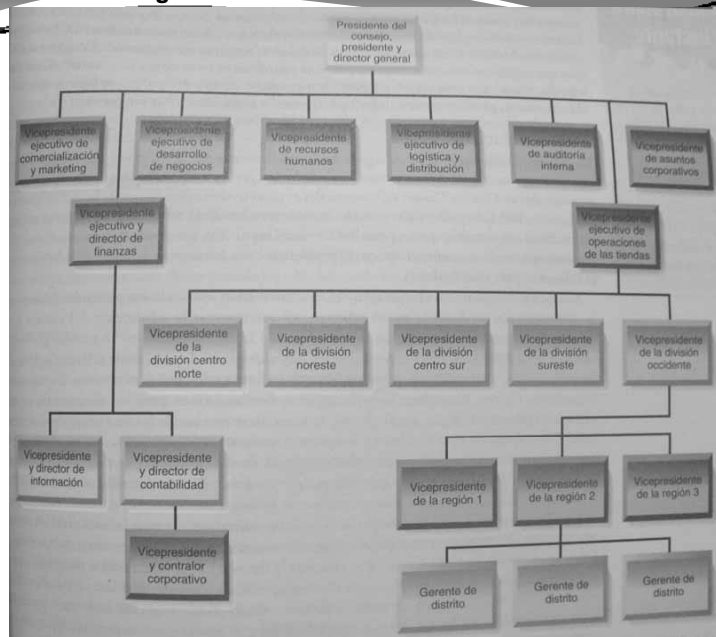 Presidente del
consejo,
presidente y
director general
Vicepresidente
ejecutivo de
comercialización
y marketing
Vicepresidente
ejecutivo de
desarrollo
de negocios
Vicepresidente
de recursos
humanos
Vicepresidente
ejecutivo de
logística y
distribución
Vicepresidente
de auditoría
interna
Vicepresidente
de asuntos
corporativos
Vicepresidente
ejecutivo y
director de
finanzas
Vicepresidente
ejecutivo de
operaciones
de las tiendas
Vicepresidente
de la
división centro
norte
Vicepresidente
de la división
noreste
Vicepresidente
de la división
centro sur
Vicepresidente
de la división
sureste
Vicepresidente
de la división
occidente
Vicepresidente
y director de
información
Vicepresidente
y director de
contabilidad
Vicepresidente
de la región 1
Vicepresidente
de la región 2
Vicepresidente
de la región 3
Vicepresidente
y contralor
corporativo
Gerente de
distrito
Gerente de
distrito
Gerente de
distrito